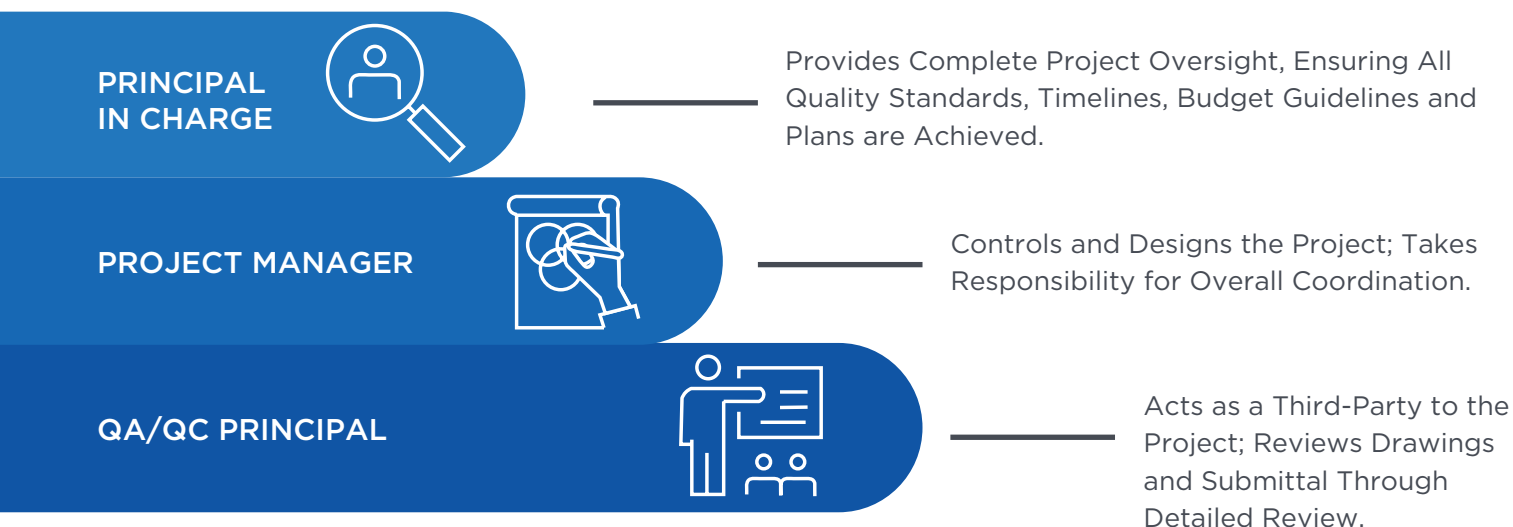 PRINCIPAL
IN CHARGE
Provides Complete Project Oversight, Ensuring All
Quality Standards, Timelines, Budget Guidelines and
Plans are Achieved.
PROJECT MANAGER
Controls and Designs the Project; Takes
Responsibility for Overall Coordination.
QA/QC PRINCIPAL
Acts as a Third-Party to the
Project; Reviews Drawings
and Submittal Through
Detailed Review.